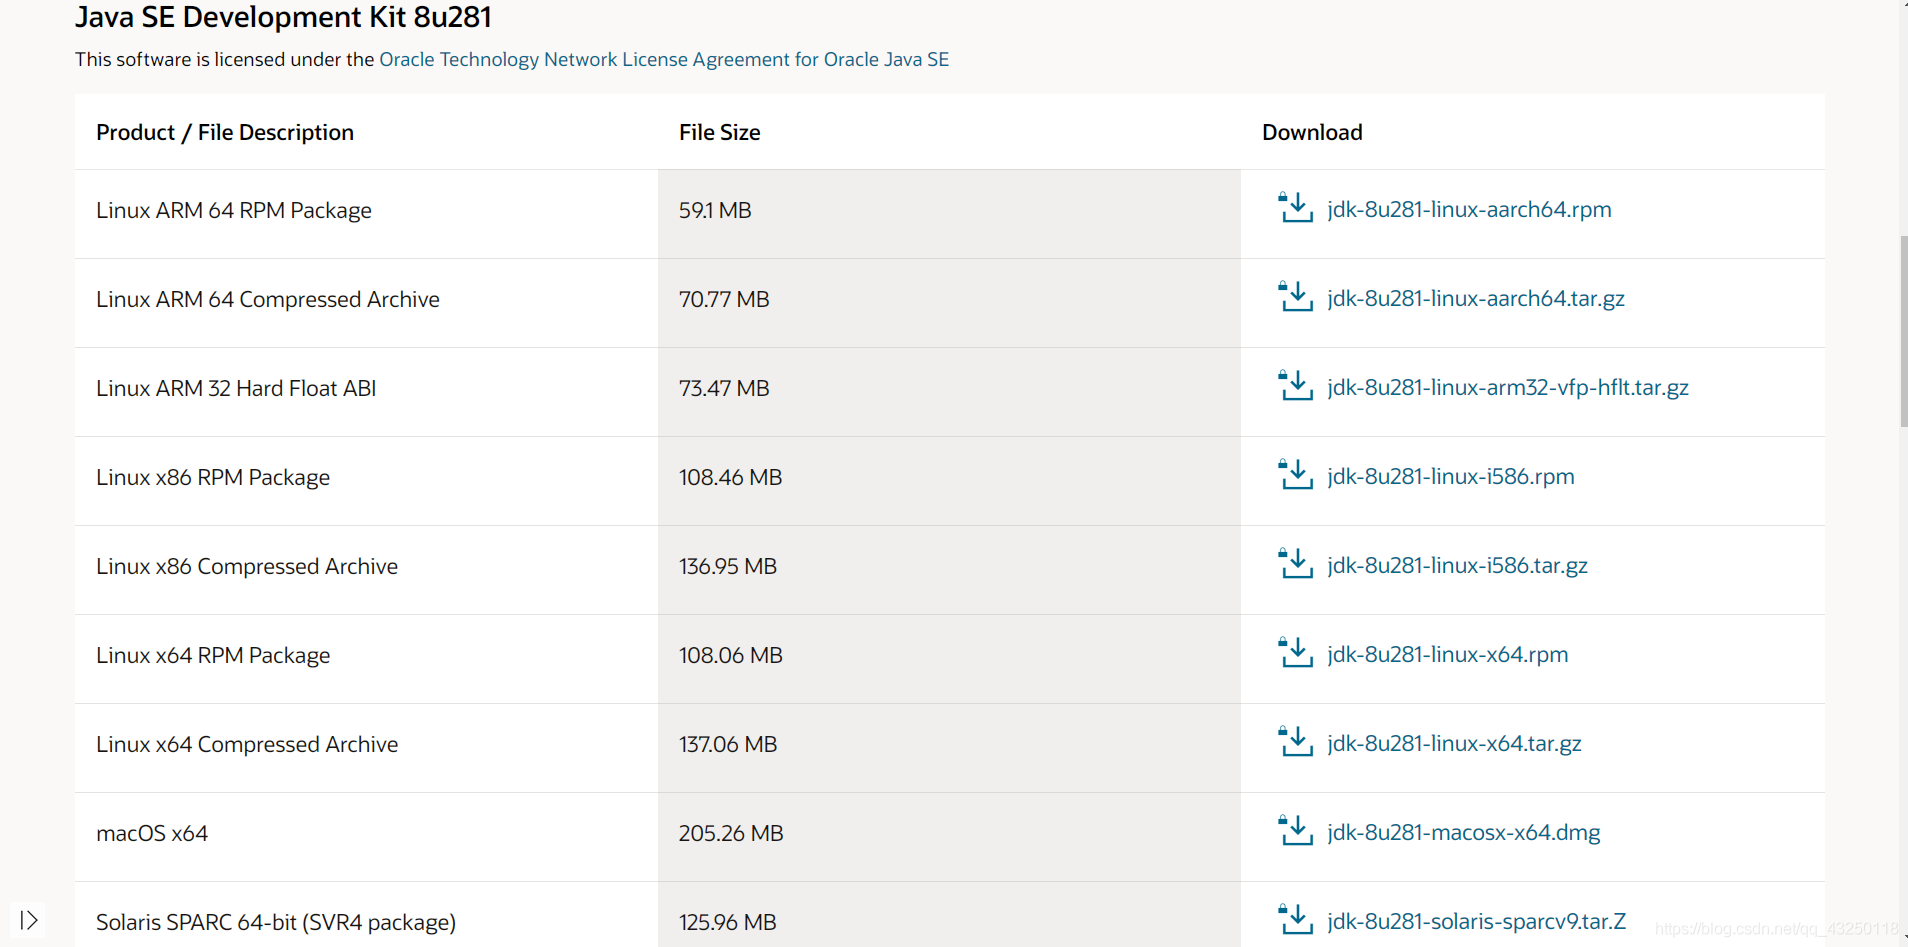 Java SE Development Kit 8u281
This software is licensed under the Oracle Technology Network License Agreement for Oracle Java SE
Product / File Description File Size Download
Linux ARM 64 RPM Package 59.1 MB jdk-8u281-linux-aarch64.rpm
Linux ARM 64 Compressed Archive 70.77 MB jdk-8u281-linux-aarch64.tar.gz
Linux ARM 32 Hard Float ABI 73.47 MB jdk-8u281-linux-arm32-vfp-hflt.tar.gz
Linux x86 RPM Package 108.46 MB jdk-8u281-linux-i586.rpm
Linux x86 Compressed Archive 136.95 MB jdk-8u281-linux-i586.tar.gz
Linux x64 RPM Package 108.06 MB jdk-8u281-linux-x64.rpm
Linux x64 Compressed Archive 137.06 MB jdk-8u281-linux-x64.tar.gz
macOS x64 205.26 MB jdk-8u281-macosx-x64.dmg
Solaris SPARC 64-bit (SVR4 package) 125.96 MB jdk-8u281-solaris-sparcv9.tar.Z
https://blog.csdn.net/qq_43250118